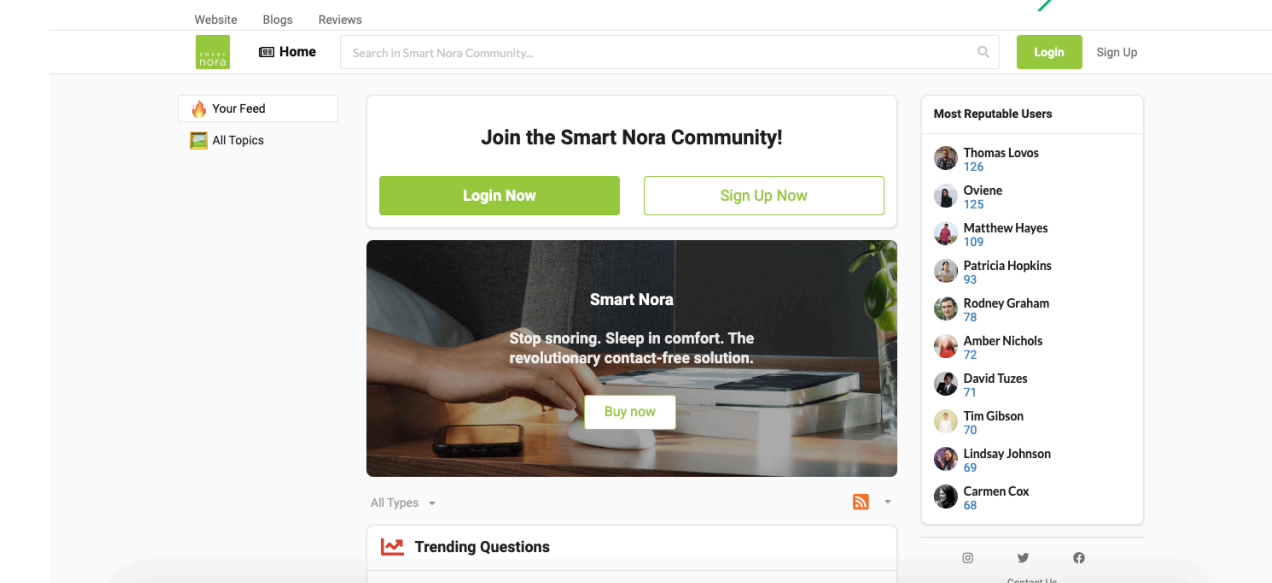 Website Blogs Reviews
SMART
nora
Home
Search in Smart Nora Community...
Login
Sign Up
Your Feed
All Topics
Join the Smart Nora Community!
Login Now
Sign Up Now
Smart Nora
Stop snoring. Sleep in comfort. The
revolutionary contact-free solution.
Buy now
All Types
Trending Questions
Most Reputable Users
Thomas Lovos
126
Oviene
125
Matthew Hayes
109
Patricia Hopkins
93
Rodney Graham
78
Amber Nichols
72
David Tuzes
71
Tim Gibson
70
Lindsay Johnson
69
Carmen Cox
68
Contact Us